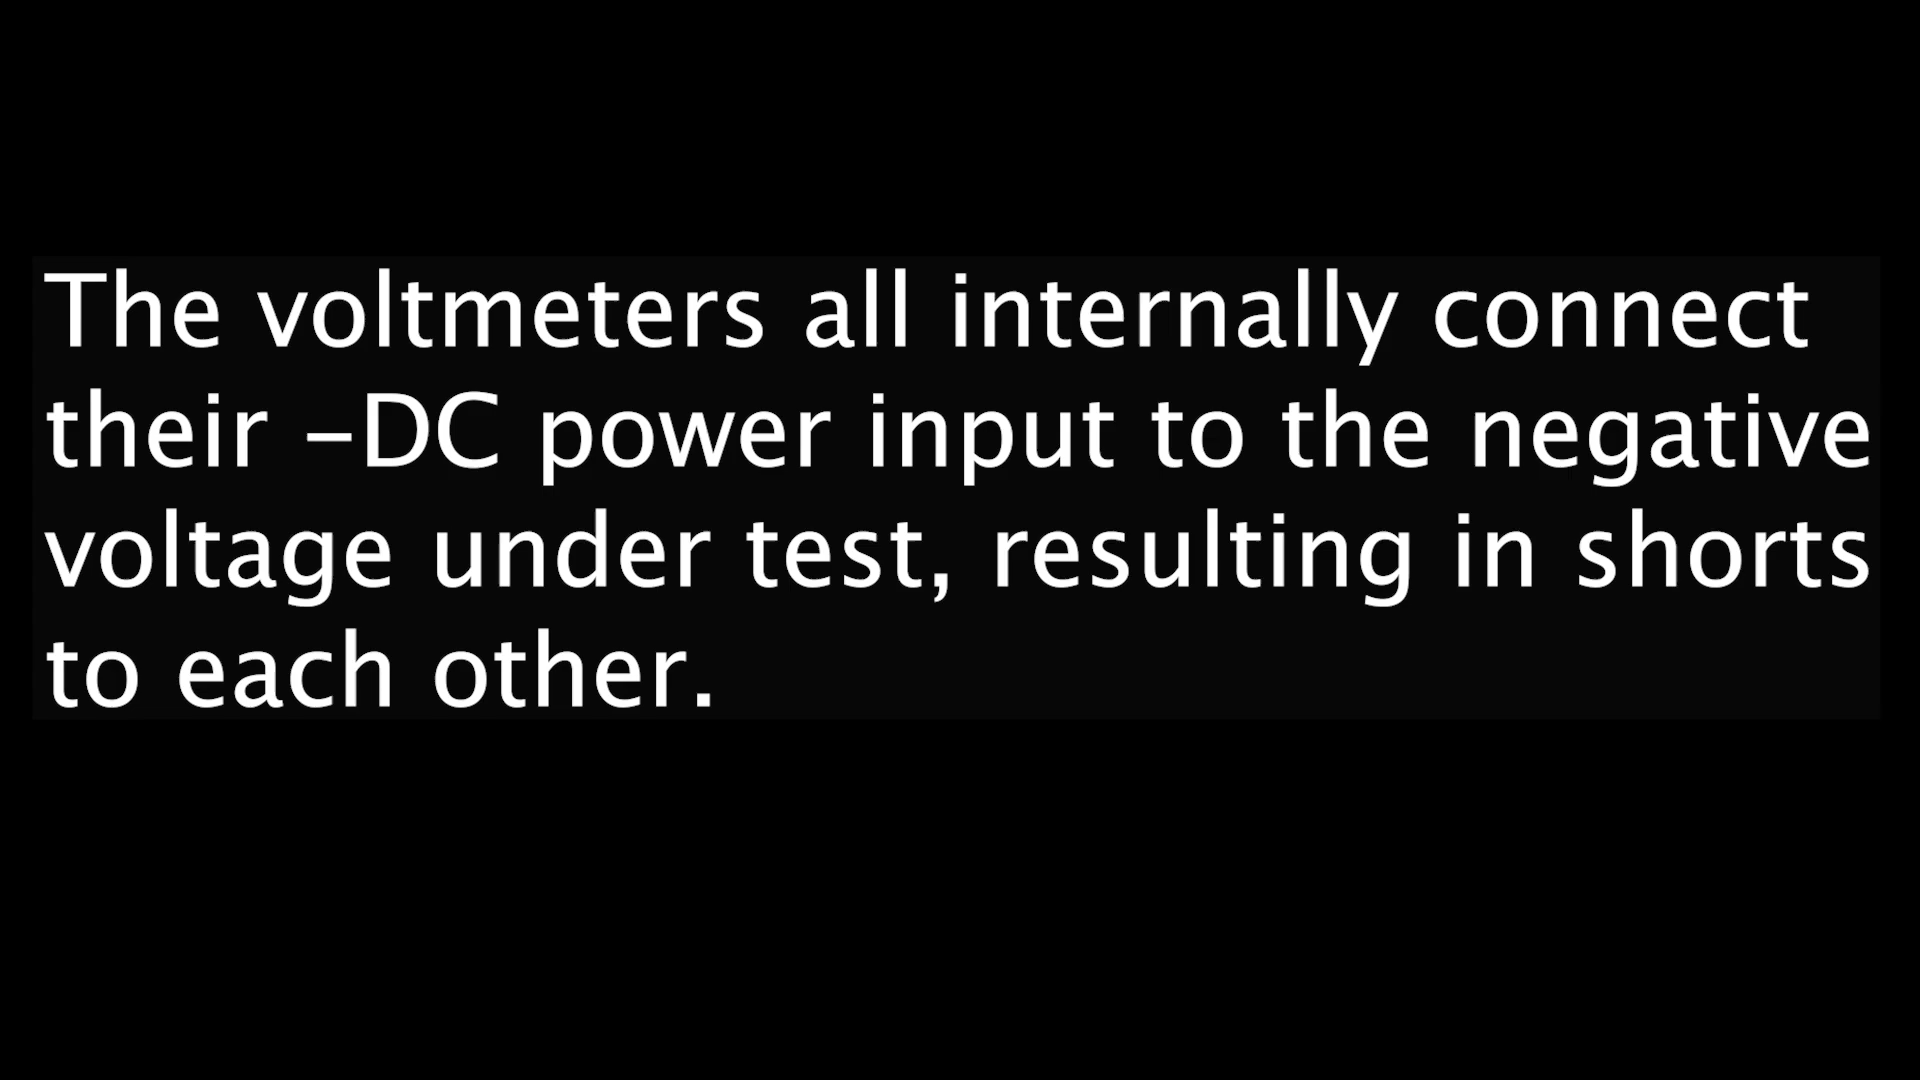 The voltmeters all internally connect
their -DC power input to the negative
voltage under test, resulting in shorts
to each other.